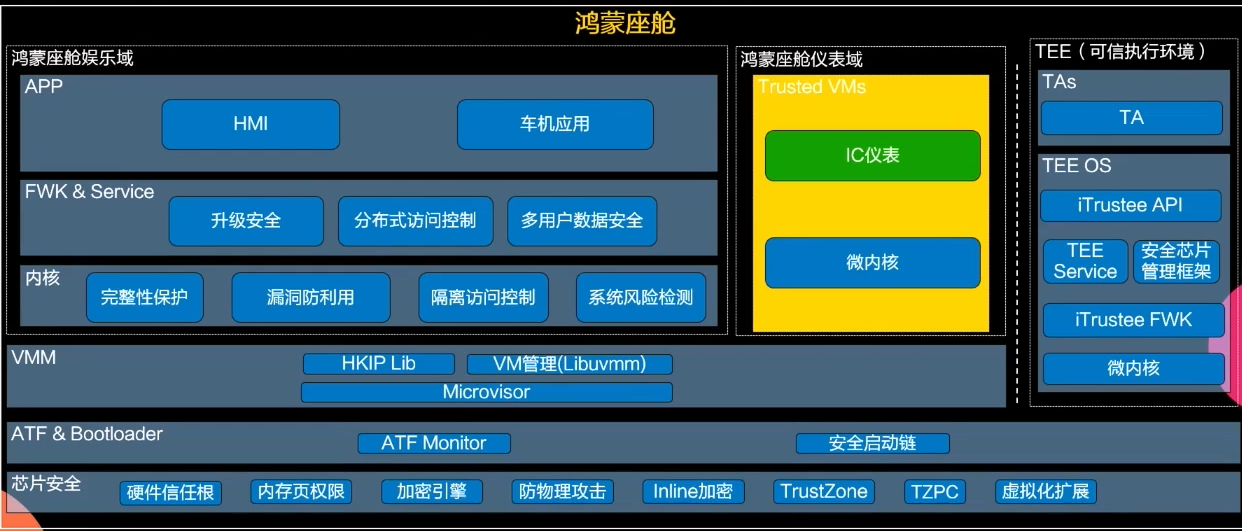 鸿蒙座舱
鸿蒙座舱娱乐域
APP
HMI
车机应用
FWK & Service
升级安全
分布式访问控制
多用户数据安全
内核
完整性保护
漏洞防利用
隔离访问控制
系统风险检测
鸿蒙座舱仪表域
Trusted VMs
IC仪表
微内核
TEE（可信执行环境）
TAs
TA
TEE OS
iTrustee API
TEE
Service
安全芯片
管理框架
iTrustee FWK
微内核
VMM
HKIP Lib
VM管理(Libuvmm)
Microvisor
ATF & Bootloader
ATF Monitor
安全启动链
芯片安全
硬件信任根
内存页权限
加密引擎
防物理攻击
Inline加密
TrustZone
TZPC
虚拟化扩展